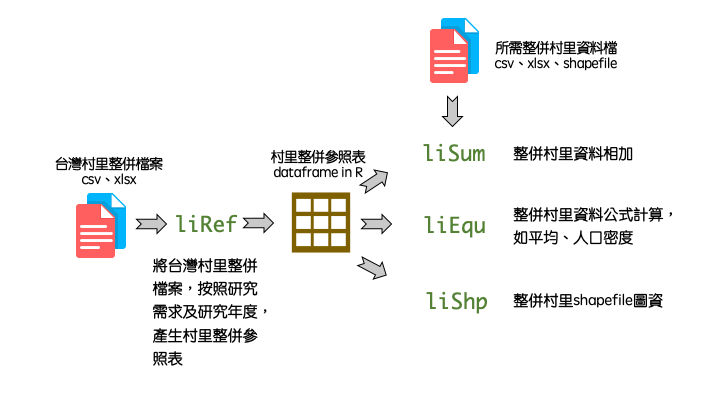 所需整併村里資料檔
csv、xlsx、shapefile
台灣村里整併檔案
csv、xlsx
liRef
將台灣村里整併
檔案，按照研究
需求及研究年度，
產生村里整併參
照表
村里整併參照表
dataframe in R
liSum
整併村里資料相加
liEqu
整併村里資料公式計算，
如平均、人口密度
liShp
整併村里shapefile圖資